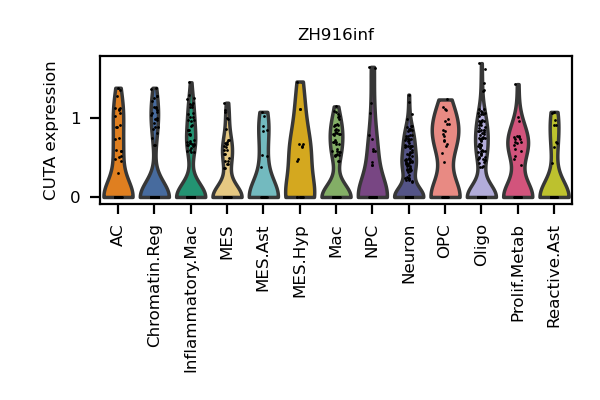 ZH916inf
CUTA expression
1
0
AC
Chromatin.Reg
Inflammatory.Mac
MES
MES.Ast
MES.Hyp
Mac
NPC
Neuron
OPC
Oligo
Prolif.Metab
Reactive.Ast